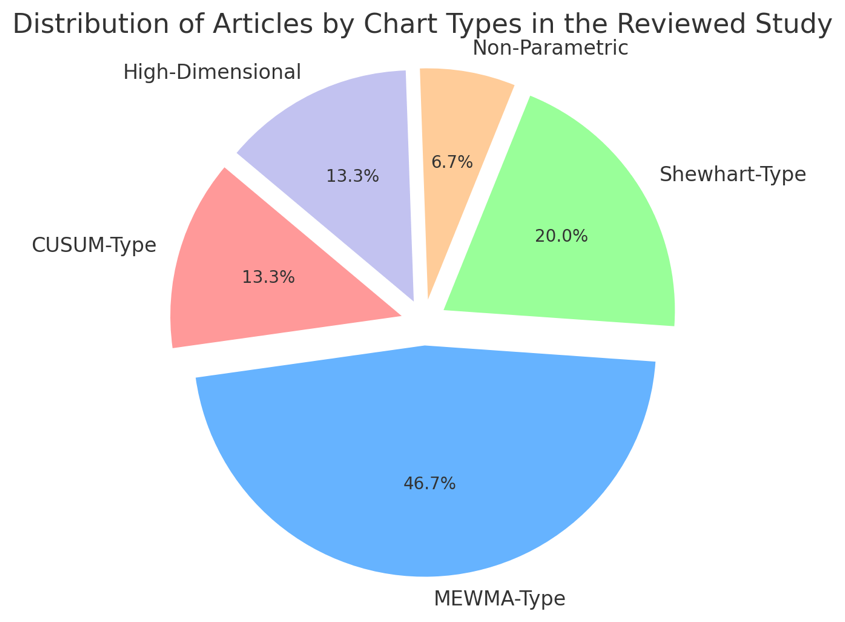 Distribution of Articles by Chart Types in the Reviewed Study
Non-Parametric
High-Dimensional
6.7%
13.3%
Shewhart-Type
20.0%
CUSUM-Type
13.3%
46.7%
MEWMA-Type